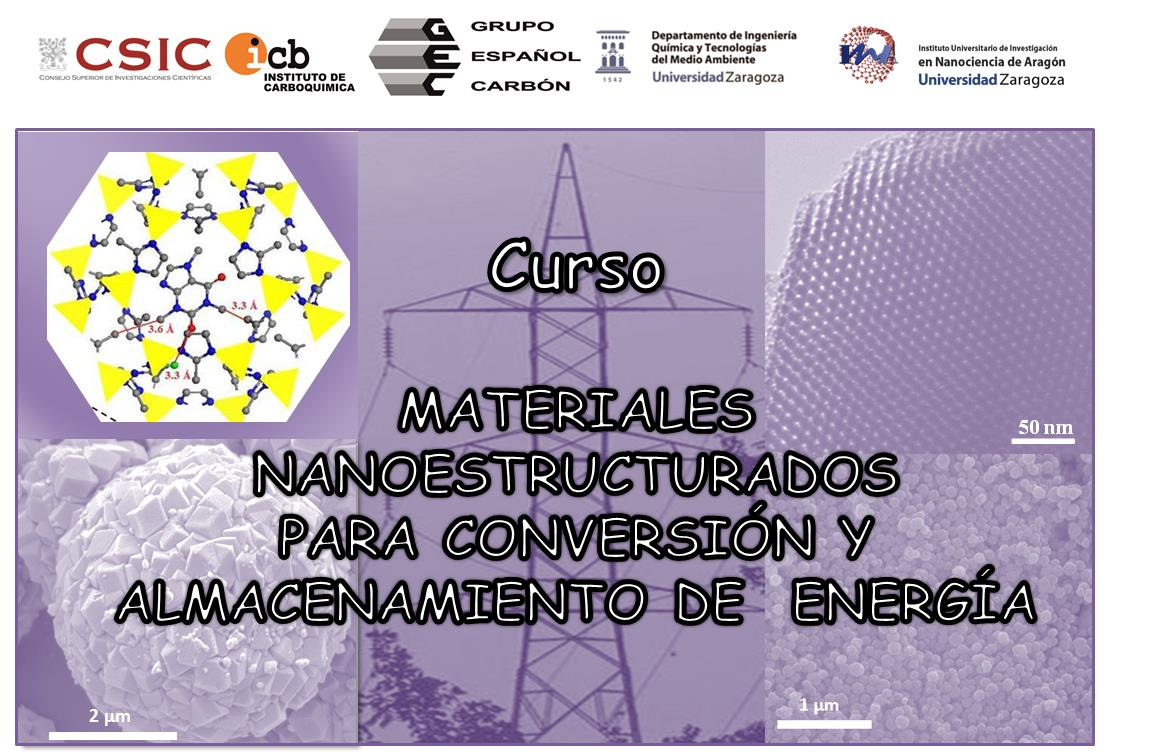 CSIC
CONSEJO SUPERIOR DE INVESTIGACIONES CIENTÍFICAS
icb
INSTITUTO DE
CARBOQUIMICA
GEC
GRUPO
ESPAÑOL
CARBÓN
1542
Departamento de Ingeniería
Química y Tecnologías
del Medio Ambiente
Universidad Zaragoza
Instituto Universitario de Investigación
en Nanociencia de Aragón
Universidad Zaragoza
3.3 Å
3.6 Å
3.3 Å
Curso
50 nm
MATERIALES
NANOESTRUCTURADOS
PARA CONVERSIÓN Y
ALMACENAMIENTO DE ENERGÍA
2 µm
1 µm